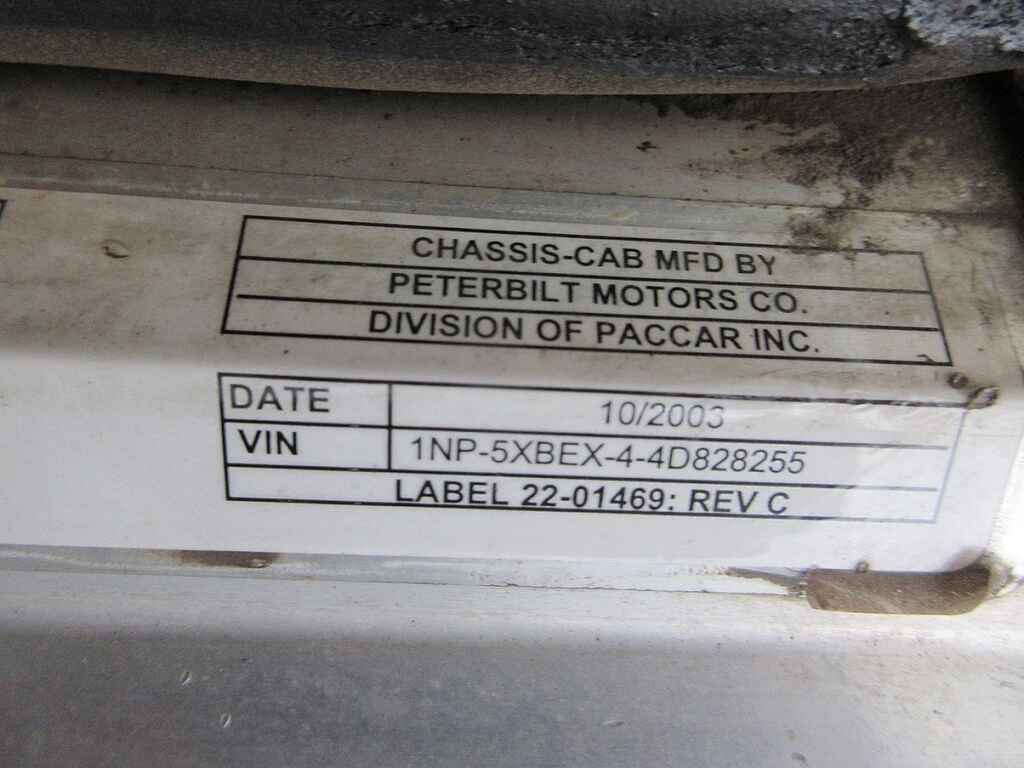 CHASSIS-CAB MFD BY
PETERBILT MOTORS CO.
DIVISION OF PACCAR INC.
DATE 10/2003
VIN 1NP-5XBEX-4-4D828255
LABEL 22-01469: REV C